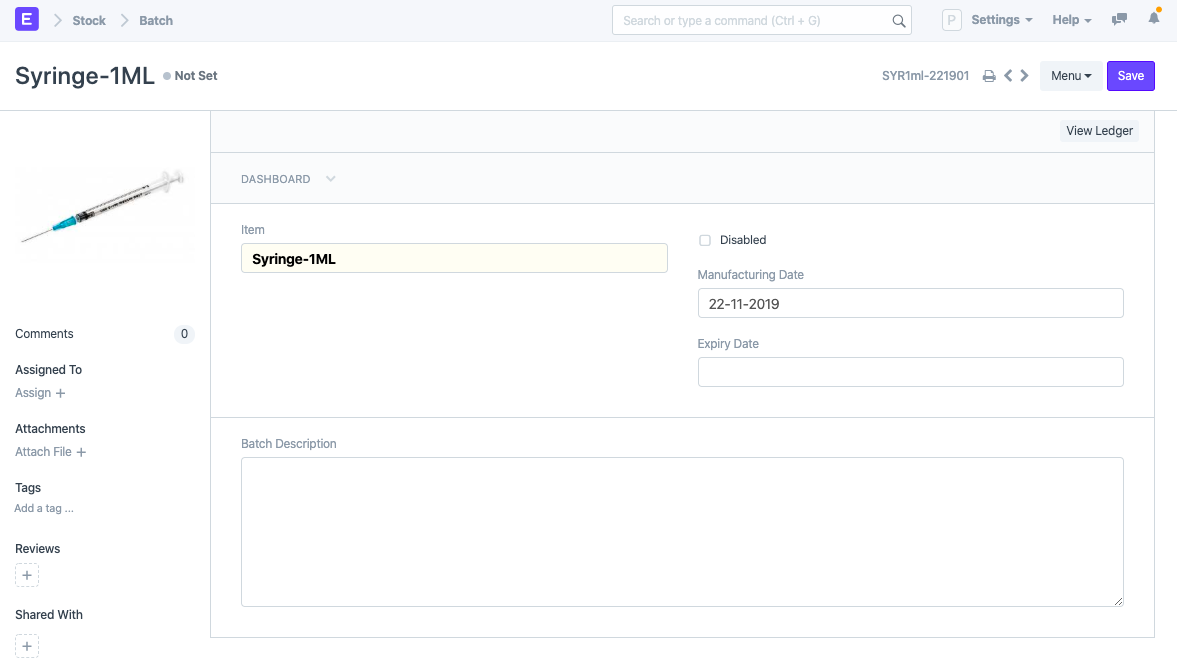 E Stock Batch Search or type a command (Ctrl + G) P Settings Help
Syringe-1ML Not Set SYR1ml-221901 Menu Save
View Ledger
DASHBOARD
Item
Syringe-1ML
Disabled
Manufacturing Date
22-11-2019
Expiry Date
Comments 0
Assigned To
Assign +
Attachments
Attach File +
Tags
Add a tag ...
Reviews
+
Shared With
+
Batch Description